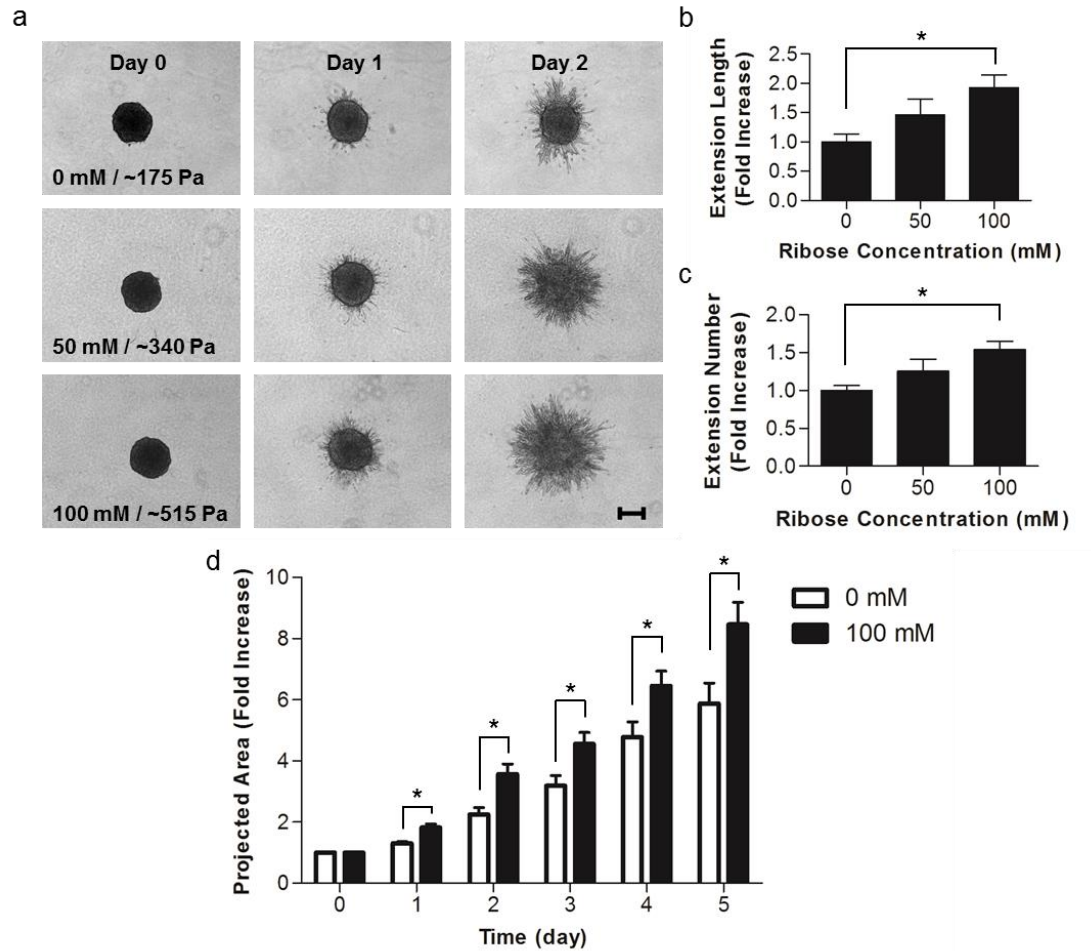 a
Day 0
Day 1
Day 2
0 mM / ~175 Pa
50 mM / ~340 Pa
100 mM / ~515 Pa
b
*
Extension Length
(Fold Increase)
2.5
2.0
1.5
1.0
0.5
0.0
0 50 100
Ribose Concentration (mM)
c
*
Extension Number
(Fold Increase)
2.0
1.5
1.0
0.5
0.0
0 50 100
Ribose Concentration (mM)
d
Projected Area (Fold Increase)
10
8
6
4
2
0
* * * * *
0 1 2 3 4 5
Time (day)
0 mM
100 mM